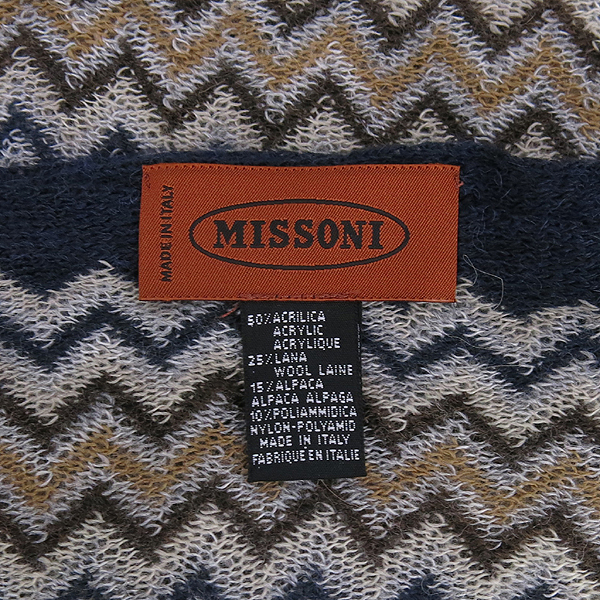 MADE IN ITALY
MISSONI
50% ACRILICA
ACRYLIC
ACRYLIQUE
25% LANA
WOOL LAINE
15% ALPACA
ALPACA ALPAGA
10% POLIAMMIDICA
NYLON-POLYAMID
MADE IN ITALY
FABRIQUÉ EN ITALIE